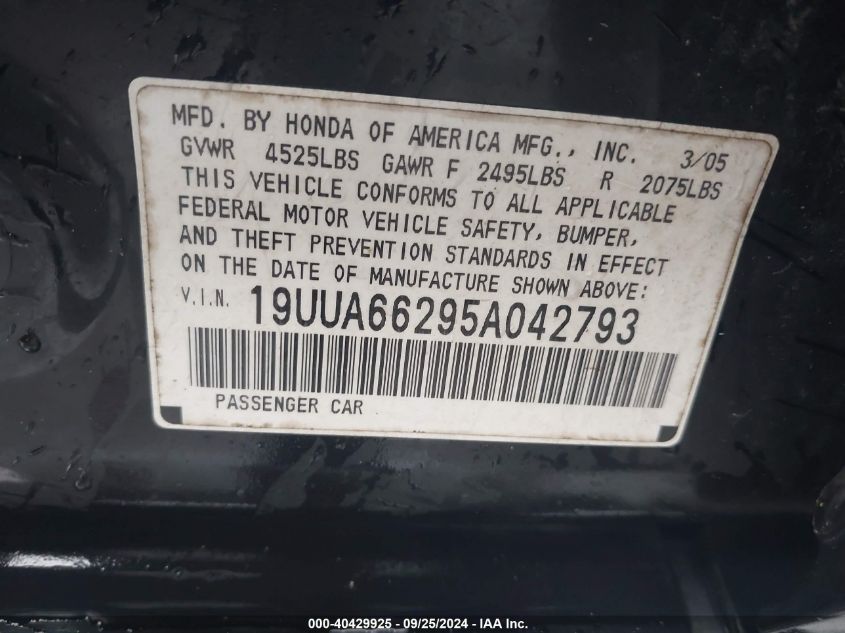 MFD. BY HONDA OF AMERICA MFG., INC. 3/05
GVWR 4525LBS GAWR F 2495LBS R 2075LBS
THIS VEHICLE CONFORMS TO ALL APPLICABLE
FEDERAL MOTOR VEHICLE SAFETY, BUMPER,
AND THEFT PREVENTION STANDARDS IN EFFECT
ON THE DATE OF MANUFACTURE SHOWN ABOVE:
V.I.N. 19UUA66295A042793
PASSENGER CAR
000-40429925 - 09/25/2024 - IAA Inc.